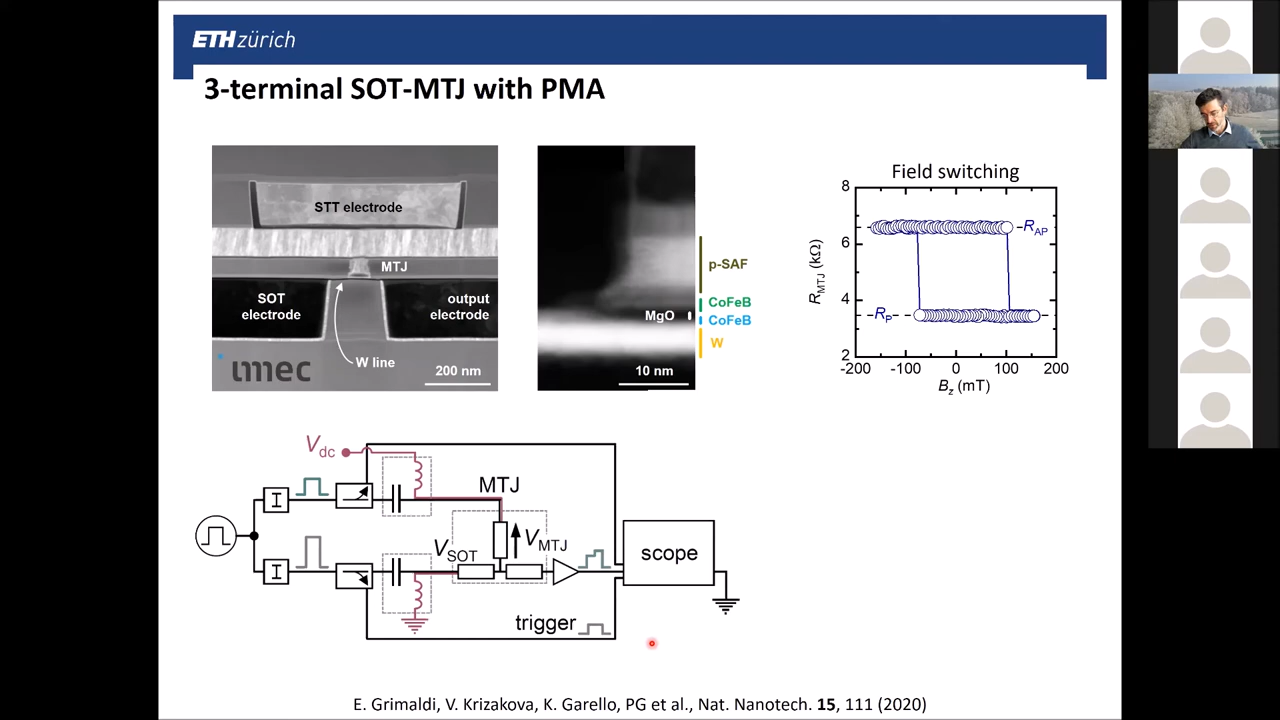 ETH zürich
3-terminal SOT-MTJ with PMA
STT electrode
MTJ
SOT electrode
output electrode
W line
imec
200 nm
p-SAF
CoFeB
MgO
CoFeB
W
10 nm
Field switching
8
6
4
2
R_MTJ (kΩ)
R_AP
R_P
-200 -100 0 100 200
B_z (mT)
V_dc
MTJ
V_SOT
V_MTJ
scope
trigger
E. Grimaldi, V. Krizakova, K. Garello, PG et al., Nat. Nanotech. 15, 111 (2020)